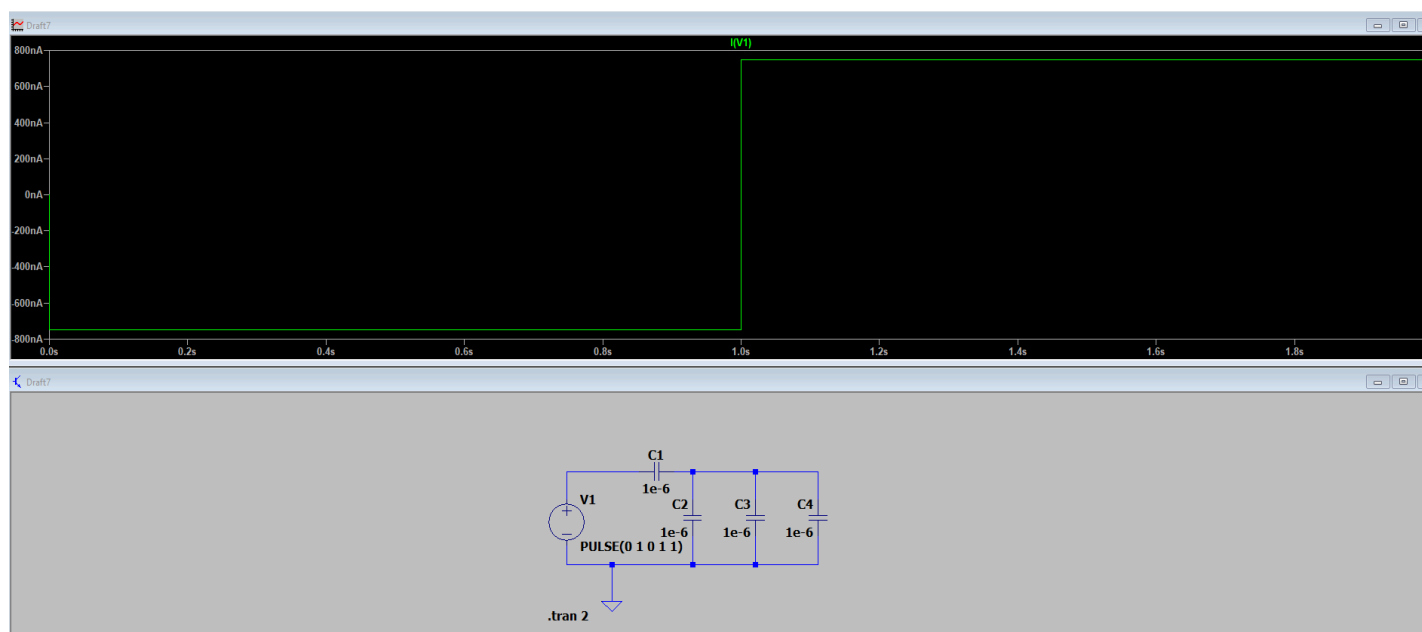 Draft7
I(V1)
800nA
600nA
400nA
200nA
0nA
-200nA
-400nA
-600nA
-800nA
0.0s 0.2s 0.4s 0.6s 0.8s 1.0s 1.2s 1.4s 1.6s 1.8s
Draft7
C1
1e-6
V1
C2 C3 C4
1e-6 1e-6 1e-6
PULSE(0 1 0 1 1)
.tran 2